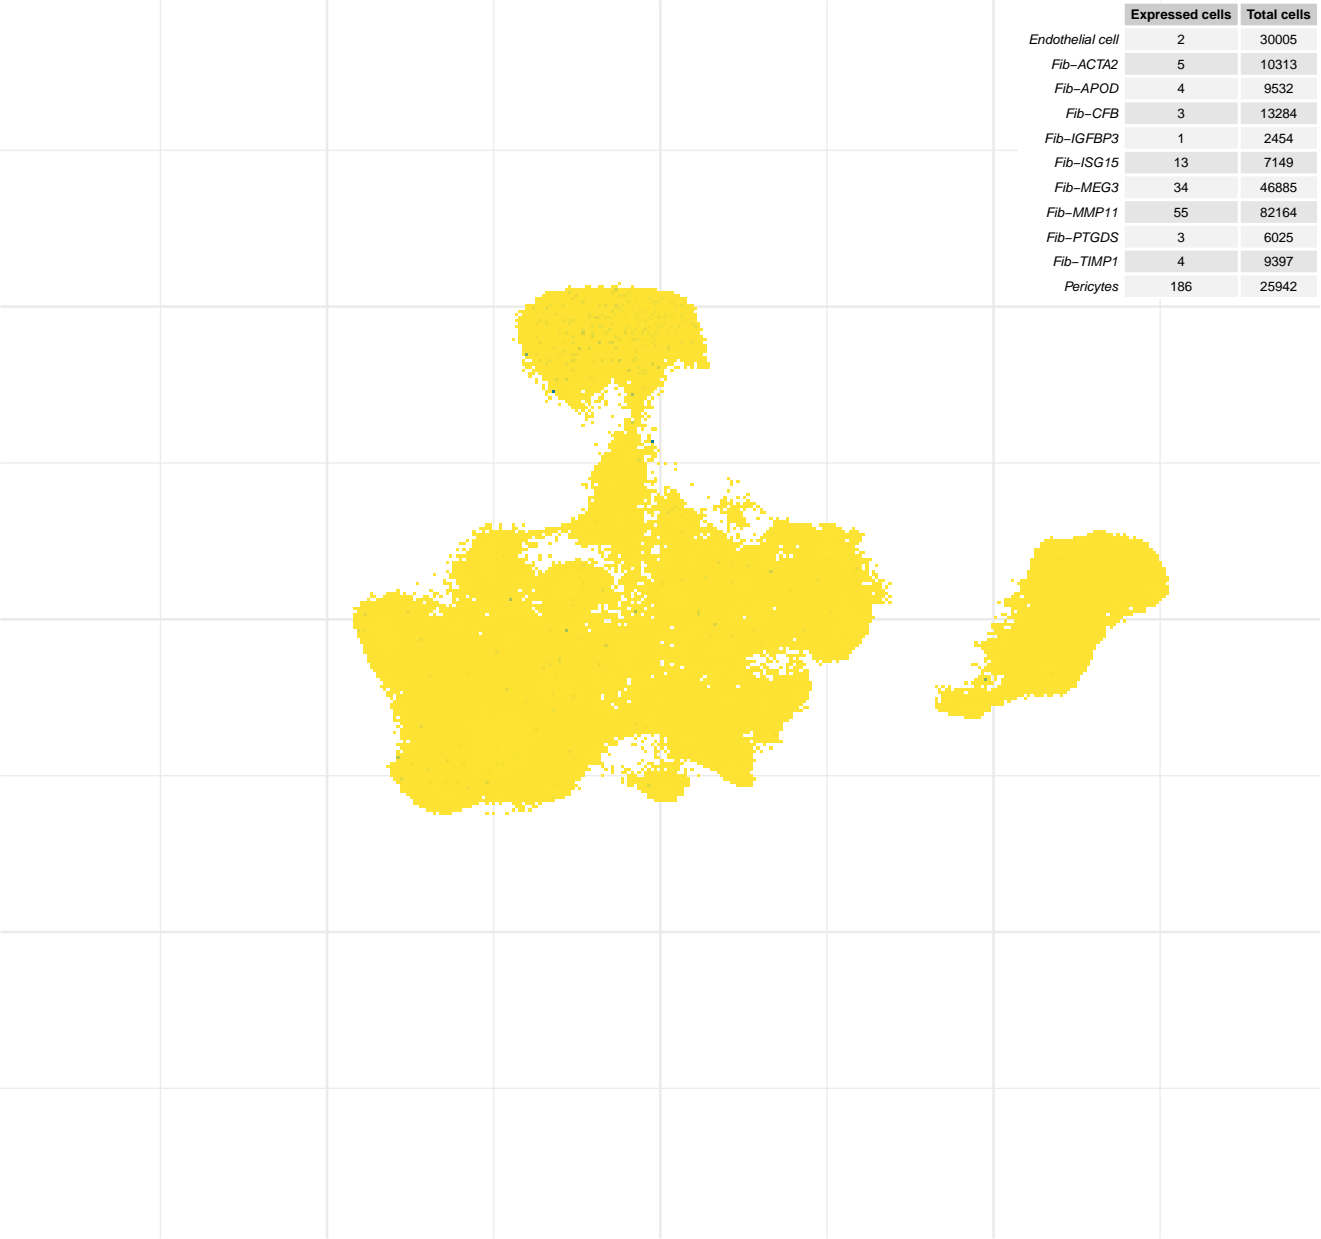 Expressed cells Total cells
Endothelial cell 2 30005
Fib−ACTA2 5 10313
Fib−APOD 4 9532
Fib−CFB 3 13284
Fib−IGFBP3 1 2454
Fib−ISG15 13 7149
Fib−MEG3 34 46885
Fib−MMP11 55 82164
Fib−PTGDS 3 6025
Fib−TIMP1 4 9397
Pericytes 186 25942